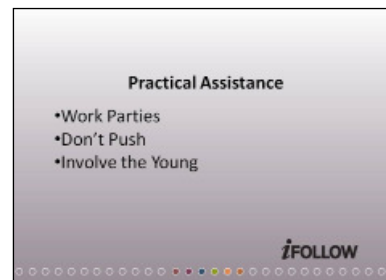 Practical Assistance
•Work Parties
•Don't Push
•Involve the Young
iFOLLOW